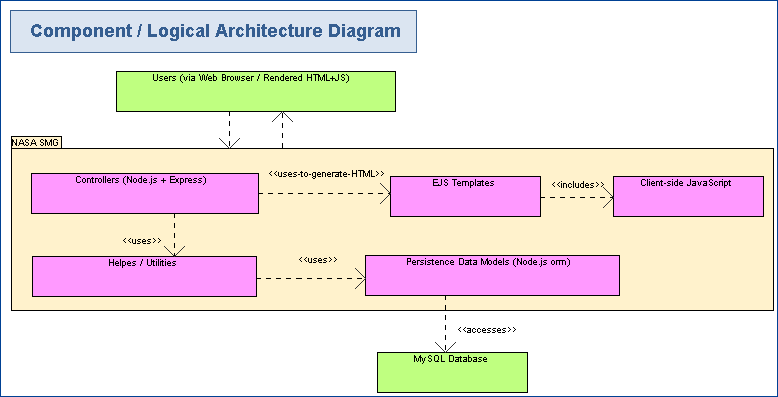 Component / Logical Architecture Diagram
Users (via Web Browser / Rendered HTML+JS)
NASA SMG
Controllers (Node.js + Express)
<<uses-to-generate-HTML>>
EJS Templates
<<includes>>
Client-side JavaScript
<<uses>>
Helpes / Utilities
<<uses>>
Persistence Data Models (Node.js orm)
<<accesses>>
MySQL Database